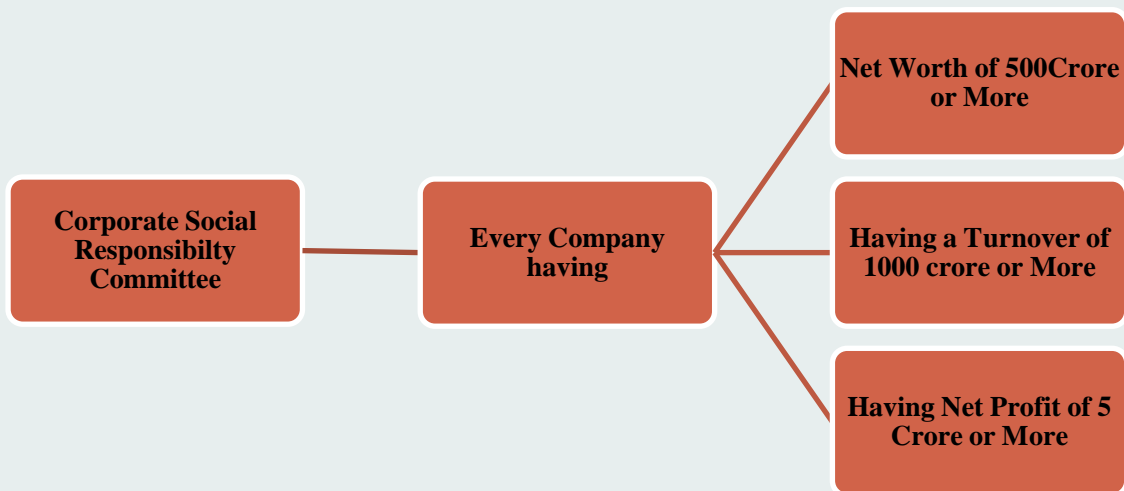 Corporate Social
Responsibilty
Committee
Every Company
having
Net Worth of 500Crore
or More
Having a Turnover of
1000 crore or More
Having Net Profit of 5
Crore or More